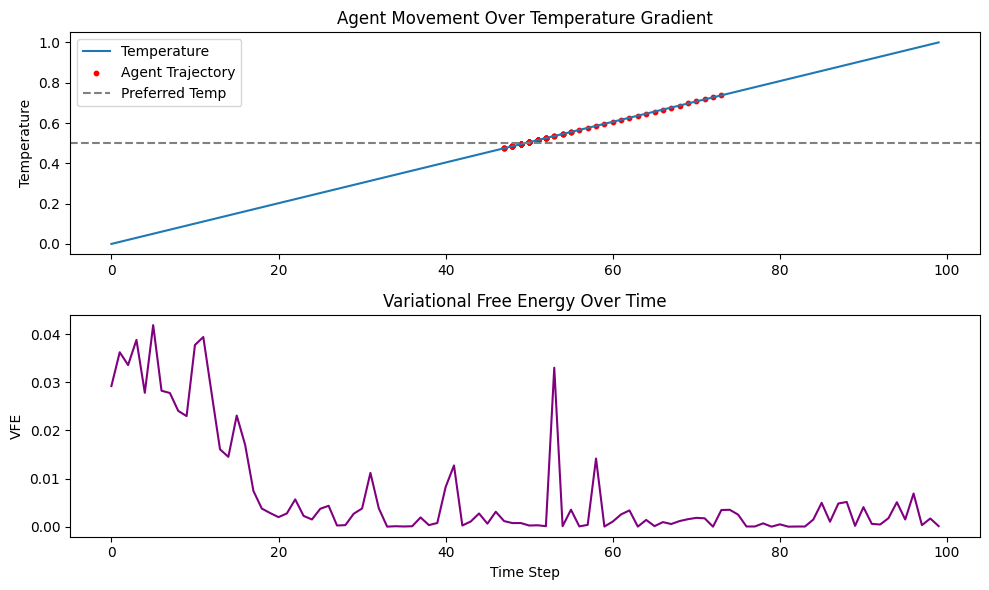 Agent Movement Over Temperature Gradient
Temperature
1.0
0.8
0.6
0.4
0.2
0.0
Temperature
Agent Trajectory
Preferred Temp
0 20 40 60 80 100
Variational Free Energy Over Time
VFE
0.04
0.03
0.02
0.01
0.00
0 20 40 60 80 100
Time Step